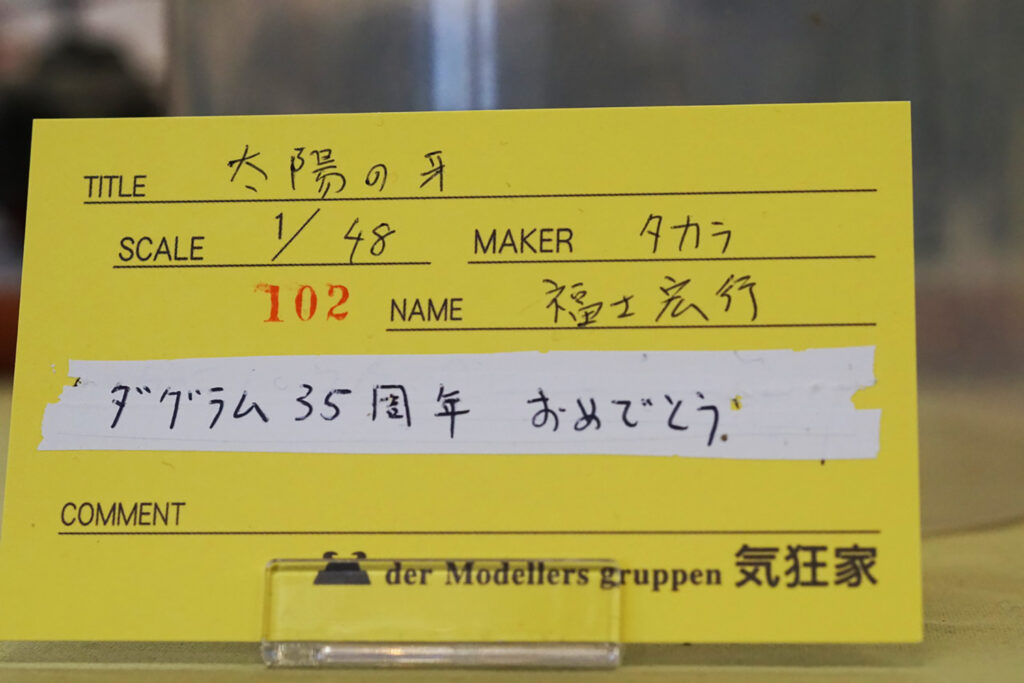 TITLE 太陽の牙
SCALE 1/48 MAKER タカラ
102 NAME 福士宏行
ダグラム35周年 おめでとう
COMMENT
der Modellers gruppen 気狂家